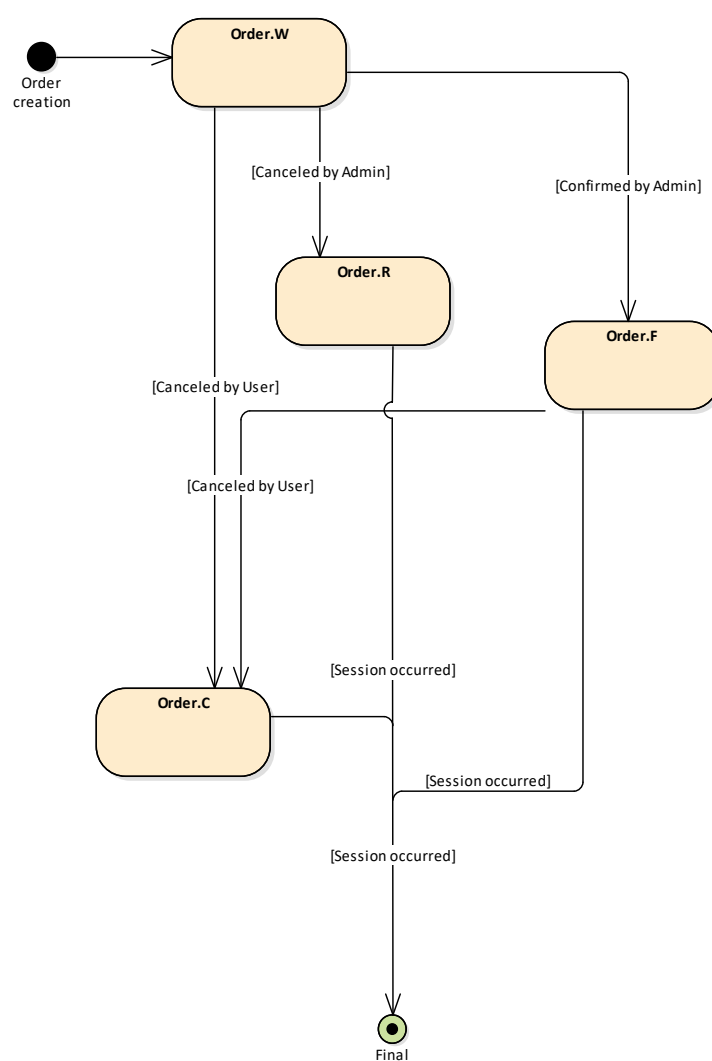 Order.W
Order
creation
[Canceled by Admin]
[Confirmed by Admin]
Order.R
Order.F
[Canceled by User]
[Canceled by User]
[Session occurred]
Order.C
[Session occurred]
[Session occurred]
Final